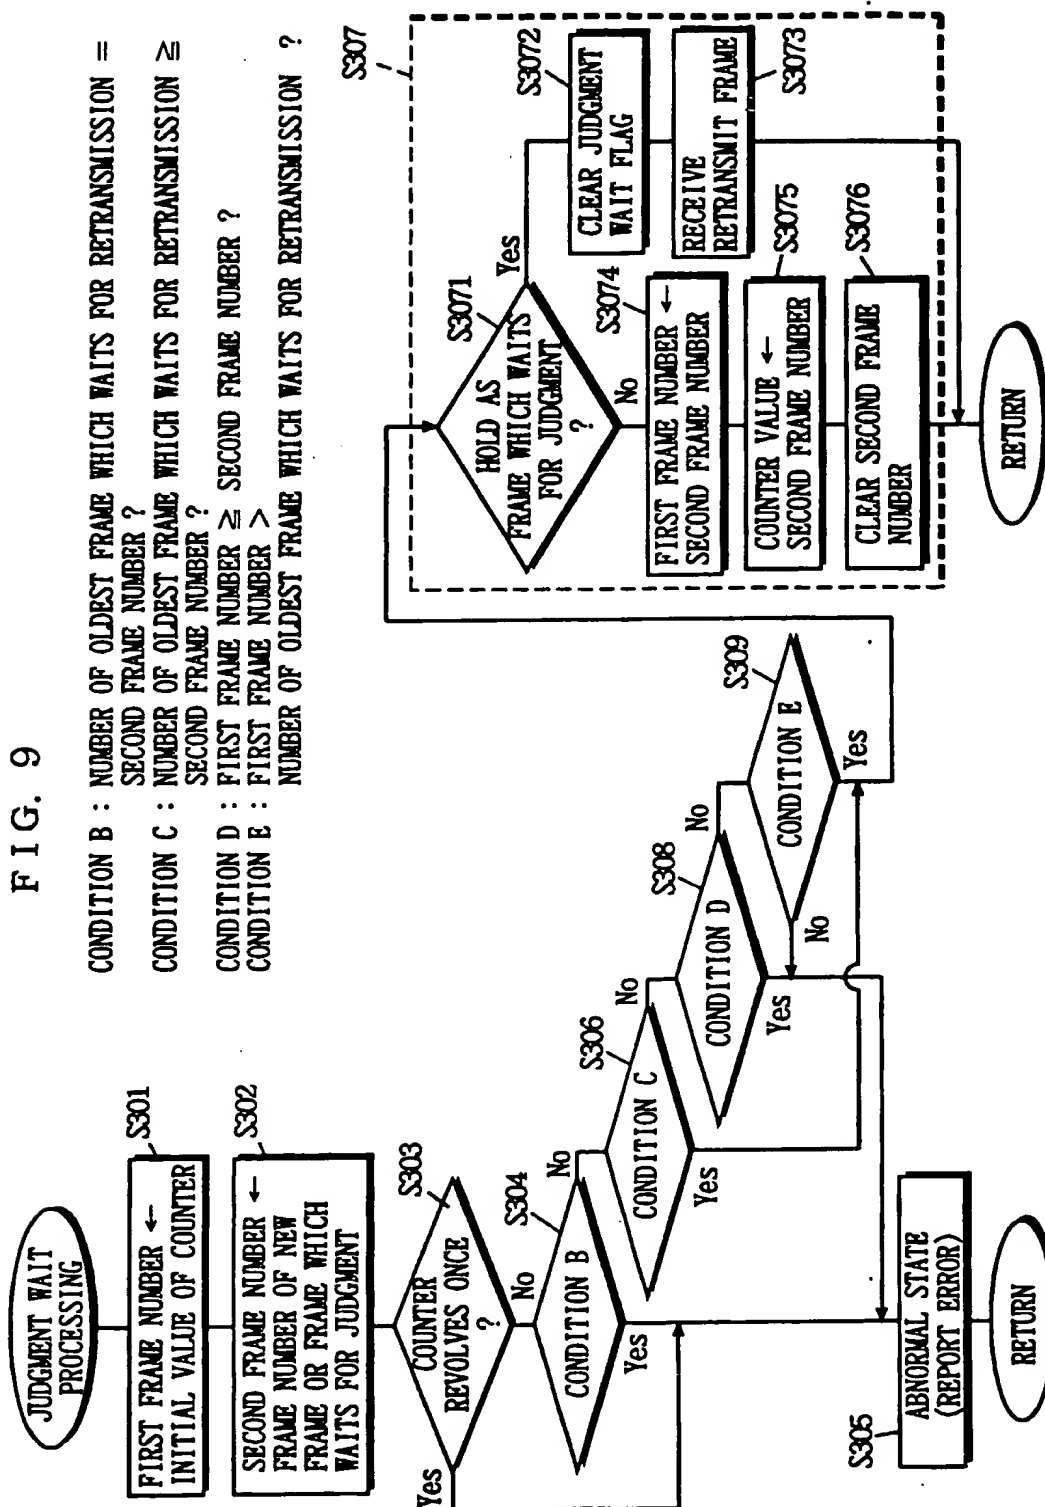 FIG. 9
CONDITION B : NUMBER OF OLDEST FRAME WHICH WAITS FOR RETRANSMISSION =
SECOND FRAME NUMBER ?
CONDITION C : NUMBER OF OLDEST FRAME WHICH WAITS FOR RETRANSMISSION ≧
SECOND FRAME NUMBER ?
CONDITION D : FIRST FRAME NUMBER ≧ SECOND FRAME NUMBER ?
CONDITION E : FIRST FRAME NUMBER >
NUMBER OF OLDEST FRAME WHICH WAITS FOR RETRANSMISSION ?
JUDGMENT WAIT
PROCESSING
S301
FIRST FRAME NUMBER ←
INITIAL VALUE OF COUNTER
S302
SECOND FRAME NUMBER ←
FRAME NUMBER OF NEW
FRAME OR FRAME WHICH
WAITS FOR JUDGMENT
S303
COUNTER
REVOLVES ONCE
?
Yes
No
S304
CONDITION B
Yes
No
S306
CONDITION C
Yes
No
S308
CONDITION D
Yes
No
S309
CONDITION E
No
Yes
S305
ABNORMAL STATE
(REPORT ERROR)
RETURN
S307
S3071
HOLD AS
FRAME WHICH WAITS
FOR JUDGMENT
?
Yes
No
S3072
CLEAR JUDGMENT
WAIT FLAG
S3073
RECEIVE
RETRANSMIT FRAME
S3074
FIRST FRAME NUMBER ←
SECOND FRAME NUMBER
S3075
COUNTER VALUE ←
SECOND FRAME NUMBER
S3076
CLEAR SECOND FRAME
NUMBER
RETURN